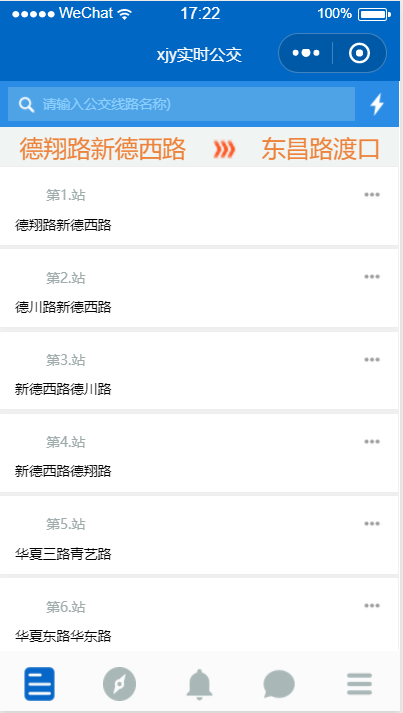 WeChat 17:22 100%
xjy实时公交
请输入公交线路名称)
德翔路新德西路 东昌路渡口
第1.站
德翔路新德西路
第2.站
德川路新德西路
第3.站
新德西路德川路
第4.站
新德西路德翔路
第5.站
华夏三路青艺路
第6.站
华夏东路华东路